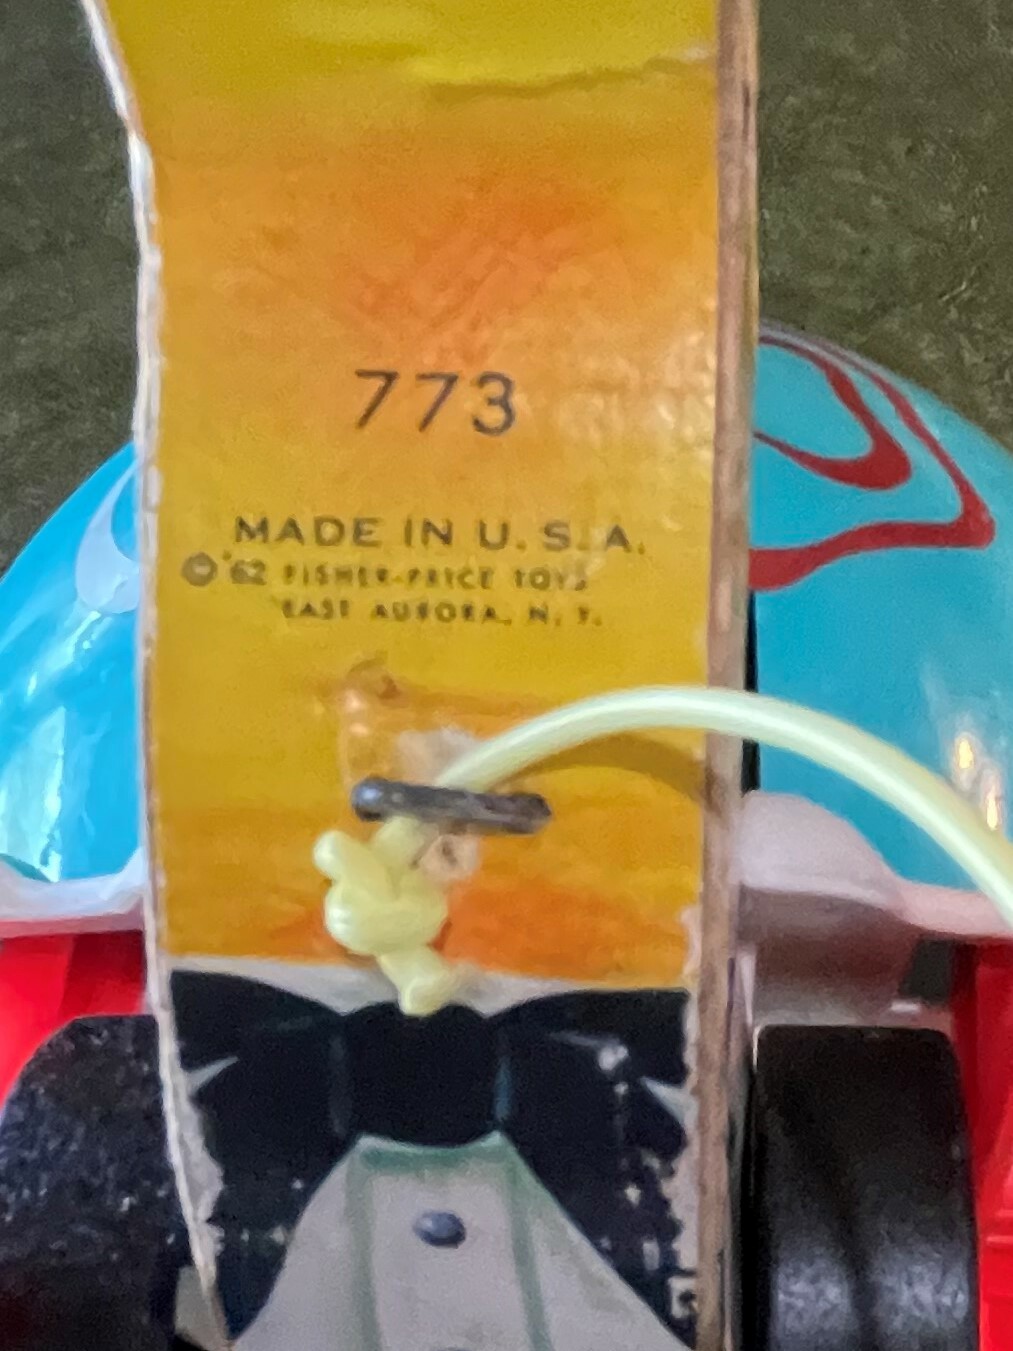 773
MADE IN U. S. A.
© '62 FISHER-PRICE TOYS
EAST AURORA, N. Y.